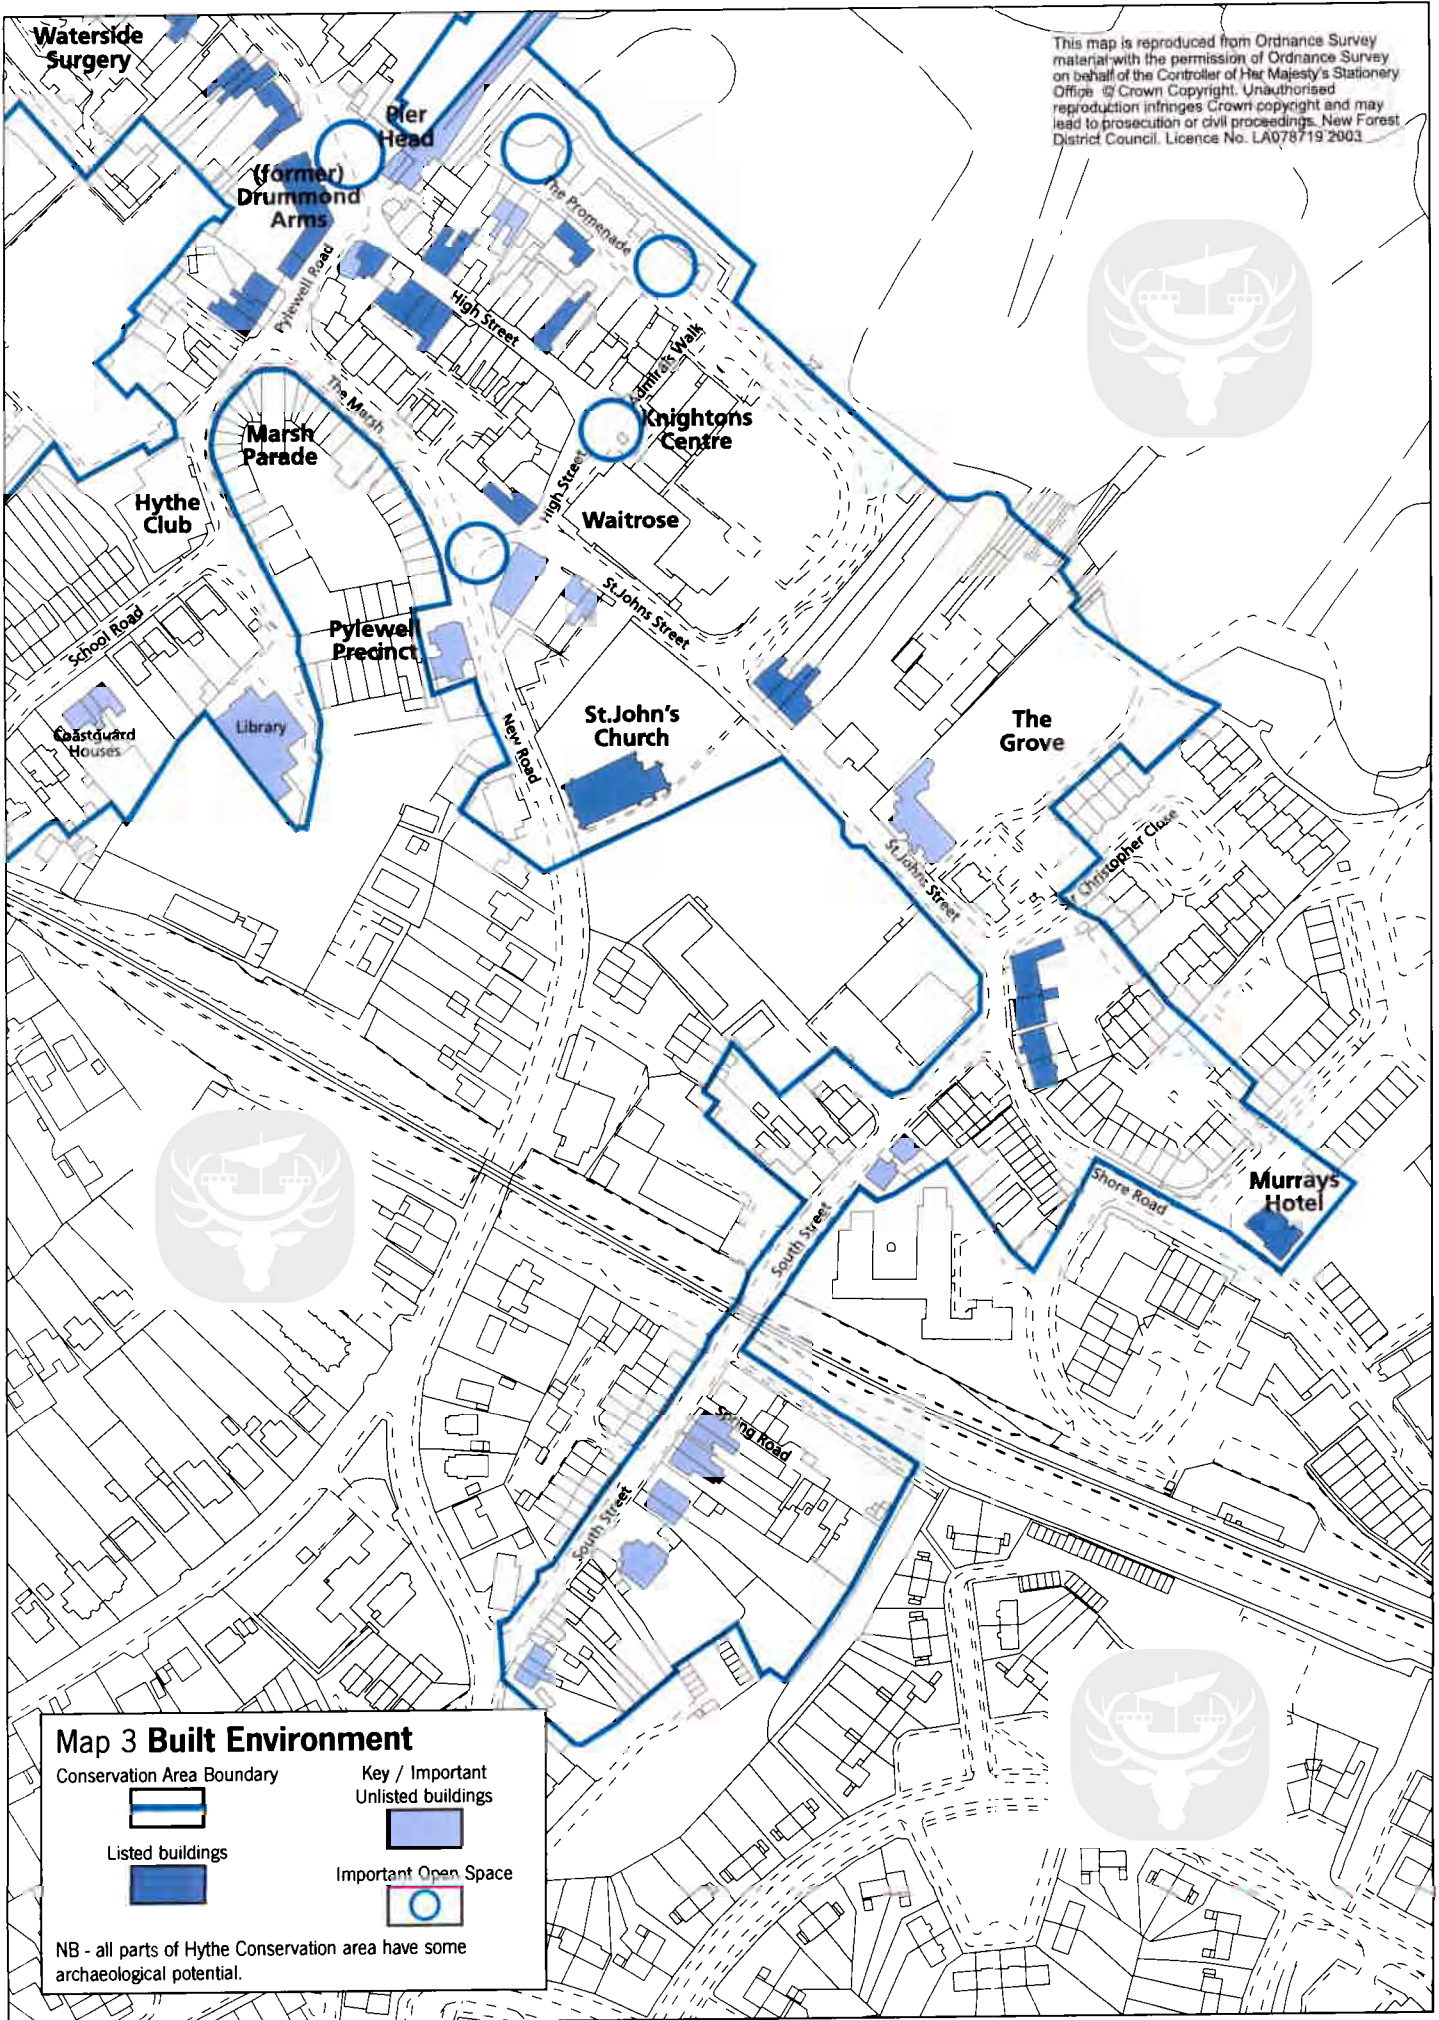 Waterside
Surgery
This map is reproduced from Ordnance Survey
material with the permission of Ordnance Survey
on behalf of the Controller of Her Majesty's Stationery
Office © Crown Copyright. Unauthorised
reproduction infringes Crown copyright and may
lead to prosecution or civil proceedings. New Forest
District Council. Licence No. LA078719 2003
Pier
Head
(former)
Drummond
Arms
The Promenade
Pylewell Road
High Street
Admirals Walk
The Marsh
Knightons
Centre
Marsh
Parade
High Street
Hythe
Club
Waitrose
St.Johns Street
School Road
Pylewell
Precinct
St.John's
Church
The
Grove
Library
Coastguard
Houses
New Road
St.Johns Street
Christopher Close
Shore Road
Murrays
Hotel
South Street
Spring Road
South Street
Map 3 Built Environment
Conservation Area Boundary
Key / Important
Unlisted buildings
Listed buildings
Important Open Space
NB - all parts of Hythe Conservation area have some
archaeological potential.